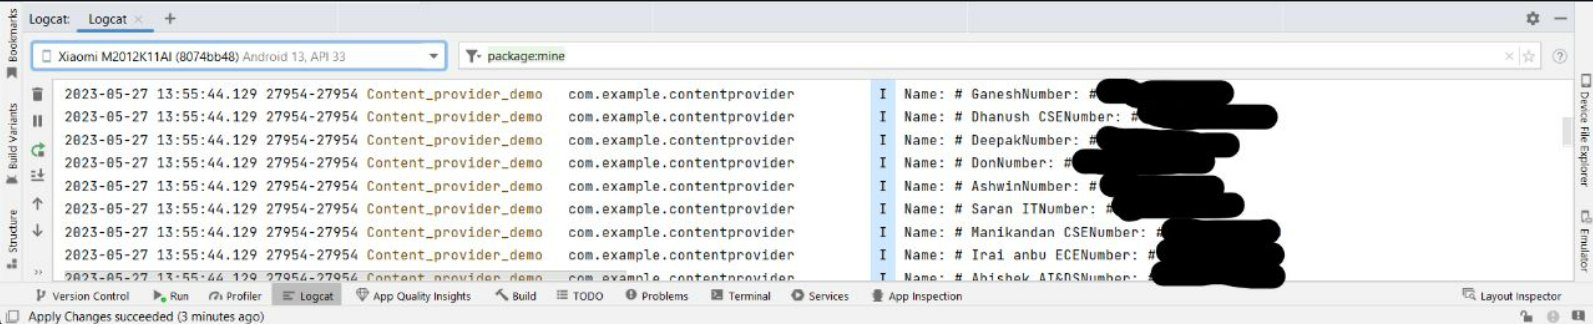 Logcat: Logcat × +
Xiaomi M2012K11AI (8074bb48) Android 13, API 33
package:mine
Bookmarks
Build Variants
Structure
2023-05-27 13:55:44.129 27954-27954 Content_provider_demo com.example.contentprovider I Name: # GaneshNumber: #
2023-05-27 13:55:44.129 27954-27954 Content_provider_demo com.example.contentprovider I Name: # Dhanush CSENumber: #
2023-05-27 13:55:44.129 27954-27954 Content_provider_demo com.example.contentprovider I Name: # DeepakNumber: #
2023-05-27 13:55:44.129 27954-27954 Content_provider_demo com.example.contentprovider I Name: # DonNumber: #
2023-05-27 13:55:44.129 27954-27954 Content_provider_demo com.example.contentprovider I Name: # AshwinNumber: #
2023-05-27 13:55:44.129 27954-27954 Content_provider_demo com.example.contentprovider I Name: # Saran ITNumber: #
2023-05-27 13:55:44.129 27954-27954 Content_provider_demo com.example.contentprovider I Name: # Manikandan CSENumber: #
2023-05-27 13:55:44.129 27954-27954 Content_provider_demo com.example.contentprovider I Name: # Irai anbu ECENumber: #
2023-05-27 13:55:44.129 27954-27954 Content_provider_demo com.example.contentprovider I Name: # Abishek AI&DSNumber: #
Device File Explorer
Emulator
Version Control Run Profiler Logcat App Quality Insights Build TODO Problems Terminal Services App Inspection Layout Inspector
Apply Changes succeeded (3 minutes ago)